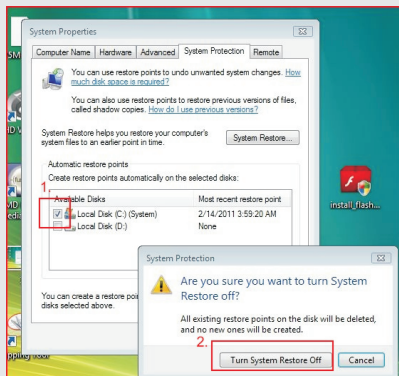 System Properties
Computer Name Hardware Advanced System Protection Remote
You can use restore points to undo unwanted system changes. How
much disk space is required?
You can also use restore points to restore previous versions of files,
called shadow copies. How do I use previous versions?
System Restore helps you restore your computer's
system files to an earlier point in time.
System Restore...
Automatic restore points
Create restore points automatically on the selected disks:
1.
Available Disks Most recent restore point
Local Disk (C:) (System) 2/14/2011 3:59:20 AM
Local Disk (D:) None
You can create a restore poi
disks selected above.
install_flash...
System Protection
Are you sure you want to turn System
Restore off?
All existing restore points on the disk will be deleted,
and no new ones will be created.
2.
Turn System Restore Off Cancel